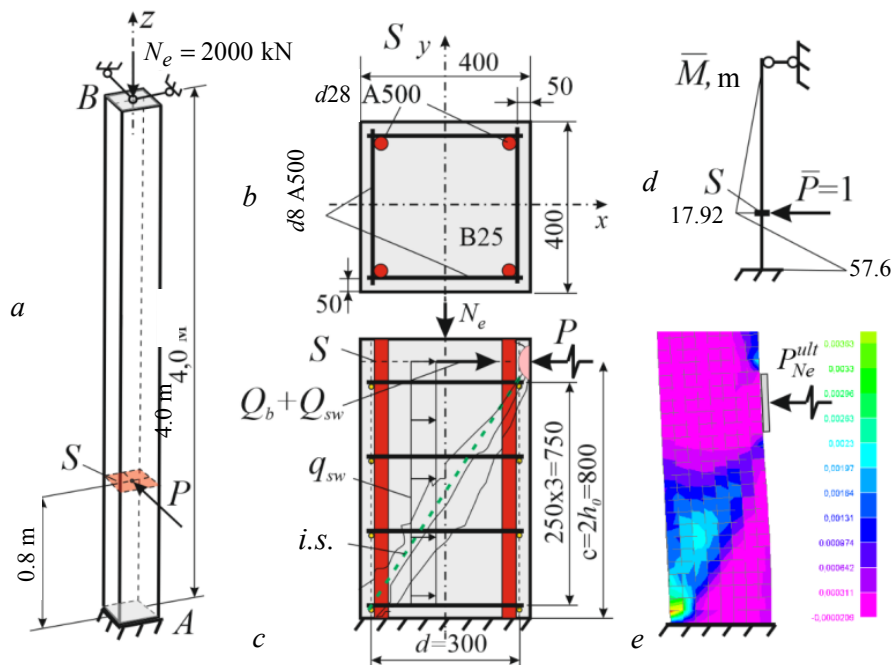 z
N_e = 2000 kN
B
4,0 м
4.0 m
S
P
0.8 m
A
a
S y
400
50
d28 A500
b
d8 A500
400
x
B25
50
N_e
S
P
Q_b + Q_sw
q_sw
i.s.
250x3=750
c=2h_0=800
c
d=300
M, m
d
S
P=1
17.92
57.6
P_Ne^ult
0.00363
0.0033
0.00296
0.00263
0.0023
0.00197
0.00164
0.00131
0.000974
0.000642
0.000311
-0.0000206
e